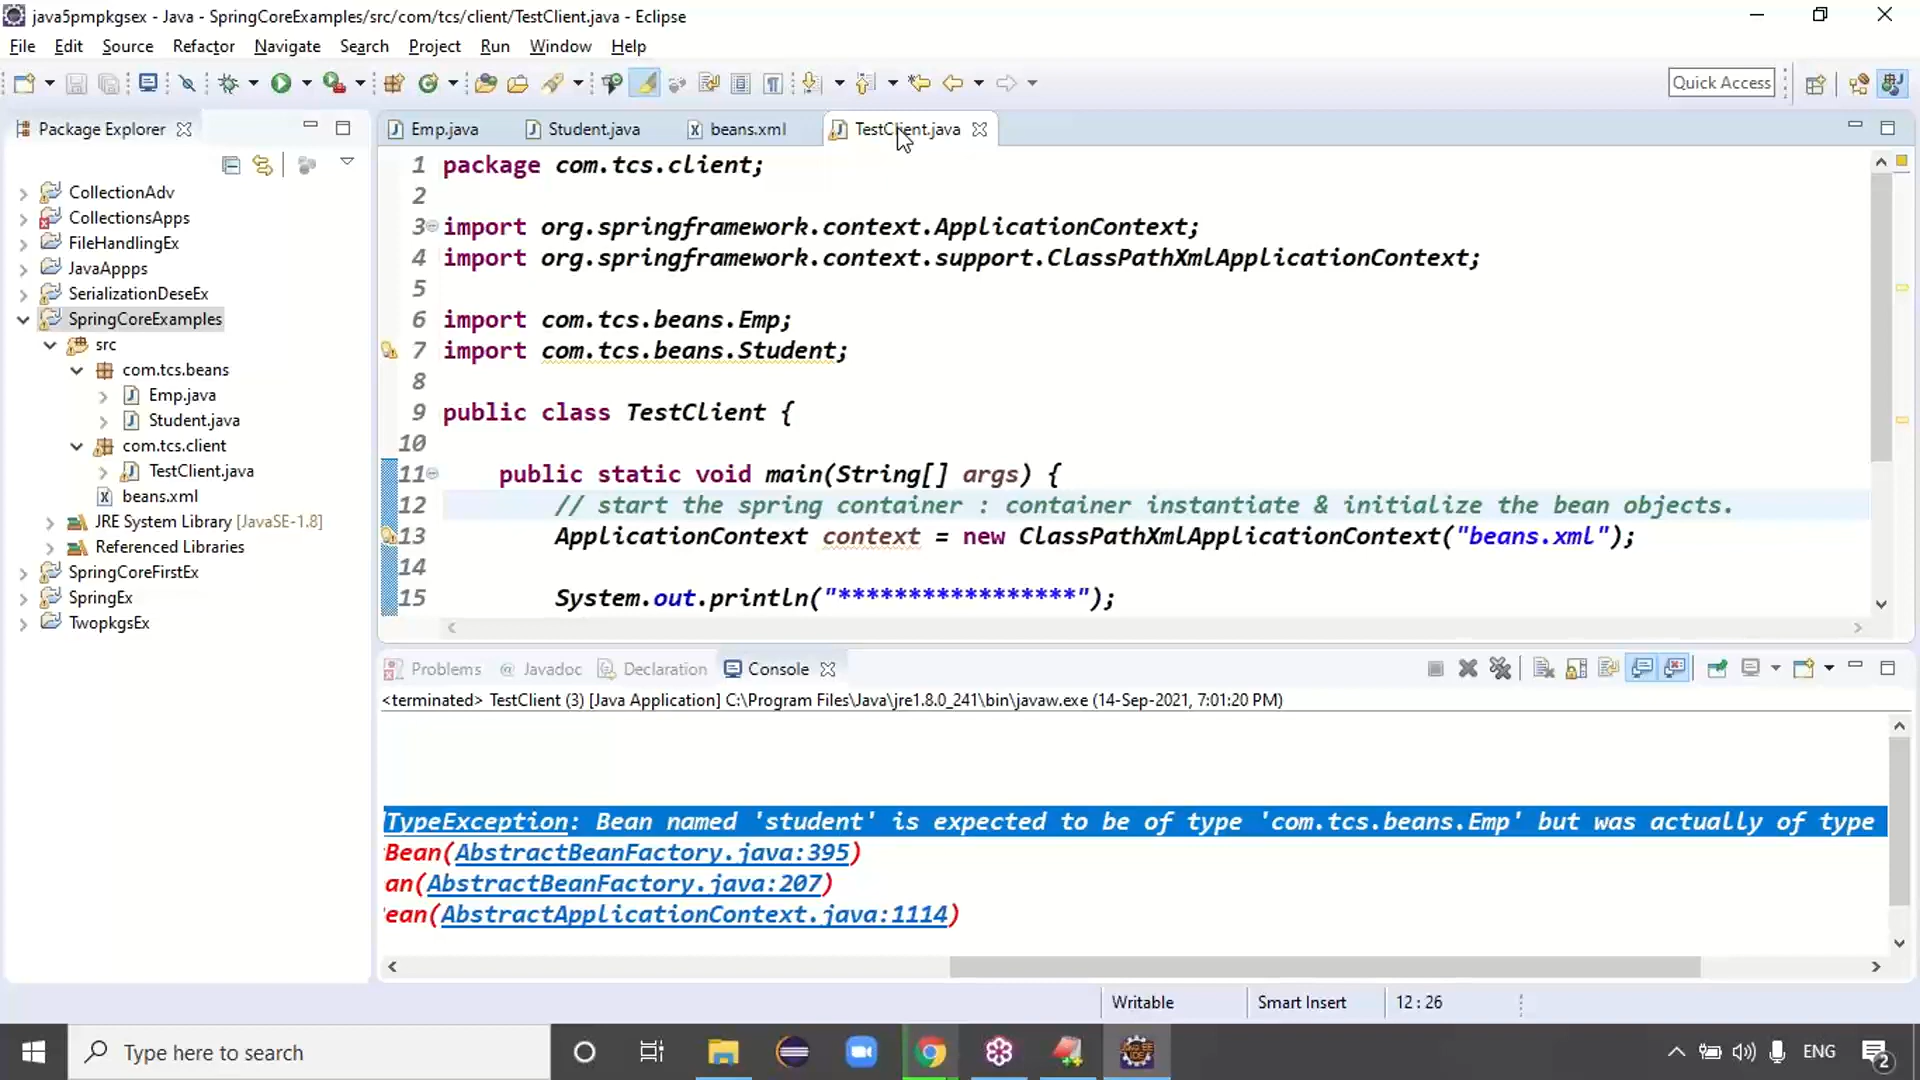 java5pmpkgsex - Java - SpringCoreExamples/src/com/tcs/client/TestClient.java - Eclipse
File Edit Source Refactor Navigate Search Project Run Window Help
Quick Access
Package Explorer
Emp.java Student.java beans.xml TestClient.java
CollectionAdv
CollectionsApps
FileHandlingEx
JavaAppps
SerializationDeseEx
SpringCoreExamples
src
com.tcs.beans
Emp.java
Student.java
com.tcs.client
TestClient.java
beans.xml
JRE System Library [JavaSE-1.8]
Referenced Libraries
SpringCoreFirstEx
SpringEx
TwopkgsEx
1 package com.tcs.client;
2
3 import org.springframework.context.ApplicationContext;
4 import org.springframework.context.support.ClassPathXmlApplicationContext;
5
6 import com.tcs.beans.Emp;
7 import com.tcs.beans.Student;
8
9 public class TestClient {
10
11 public static void main(String[] args) {
12 // start the spring container : container instantiate & initialize the bean objects.
13 ApplicationContext context = new ClassPathXmlApplicationContext("beans.xml");
14
15 System.out.println("*****************");
Problems @ Javadoc Declaration Console
<terminated> TestClient (3) [Java Application] C:\Program Files\Java\jre1.8.0_241\bin\javaw.exe (14-Sep-2021, 7:01:20 PM)
TypeException: Bean named 'student' is expected to be of type 'com.tcs.beans.Emp' but was actually of type
Bean(AbstractBeanFactory.java:395)
an(AbstractBeanFactory.java:207)
ean(AbstractApplicationContext.java:1114)
Writable Smart Insert 12 : 26
Type here to search
ENG
2